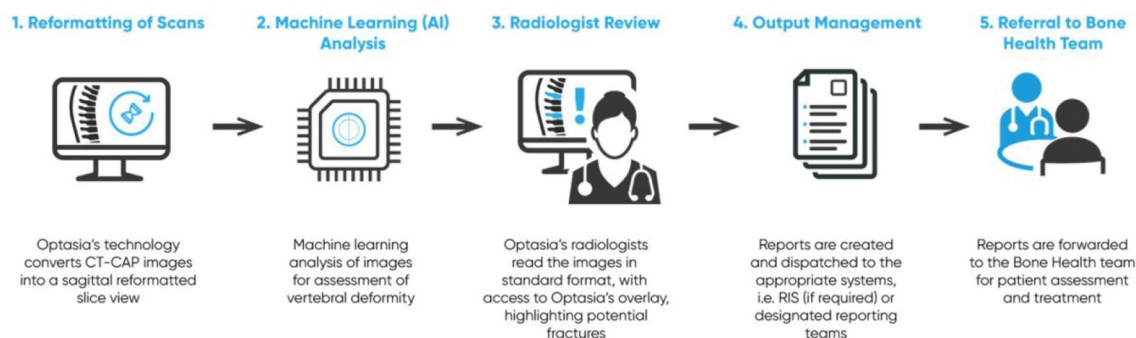 1. Reformatting of Scans
2. Machine Learning (AI)
Analysis
3. Radiologist Review
4. Output Management
5. Referral to Bone
Health Team
Optasia's technology
converts CT-CAP images
into a sagittal reformatted
slice view
Machine learning
analysis of images
for assessment of
vertebral deformity
Optasia's radiologists
read the images in
standard format, with
access to Optasia's overlay,
highlighting potential
fractures
Reports are created
and dispatched to the
appropriate systems,
i.e. RIS (if required) or
designated reporting
teams
Reports are forwarded
to the Bone Health team
for patient assessment
and treatment